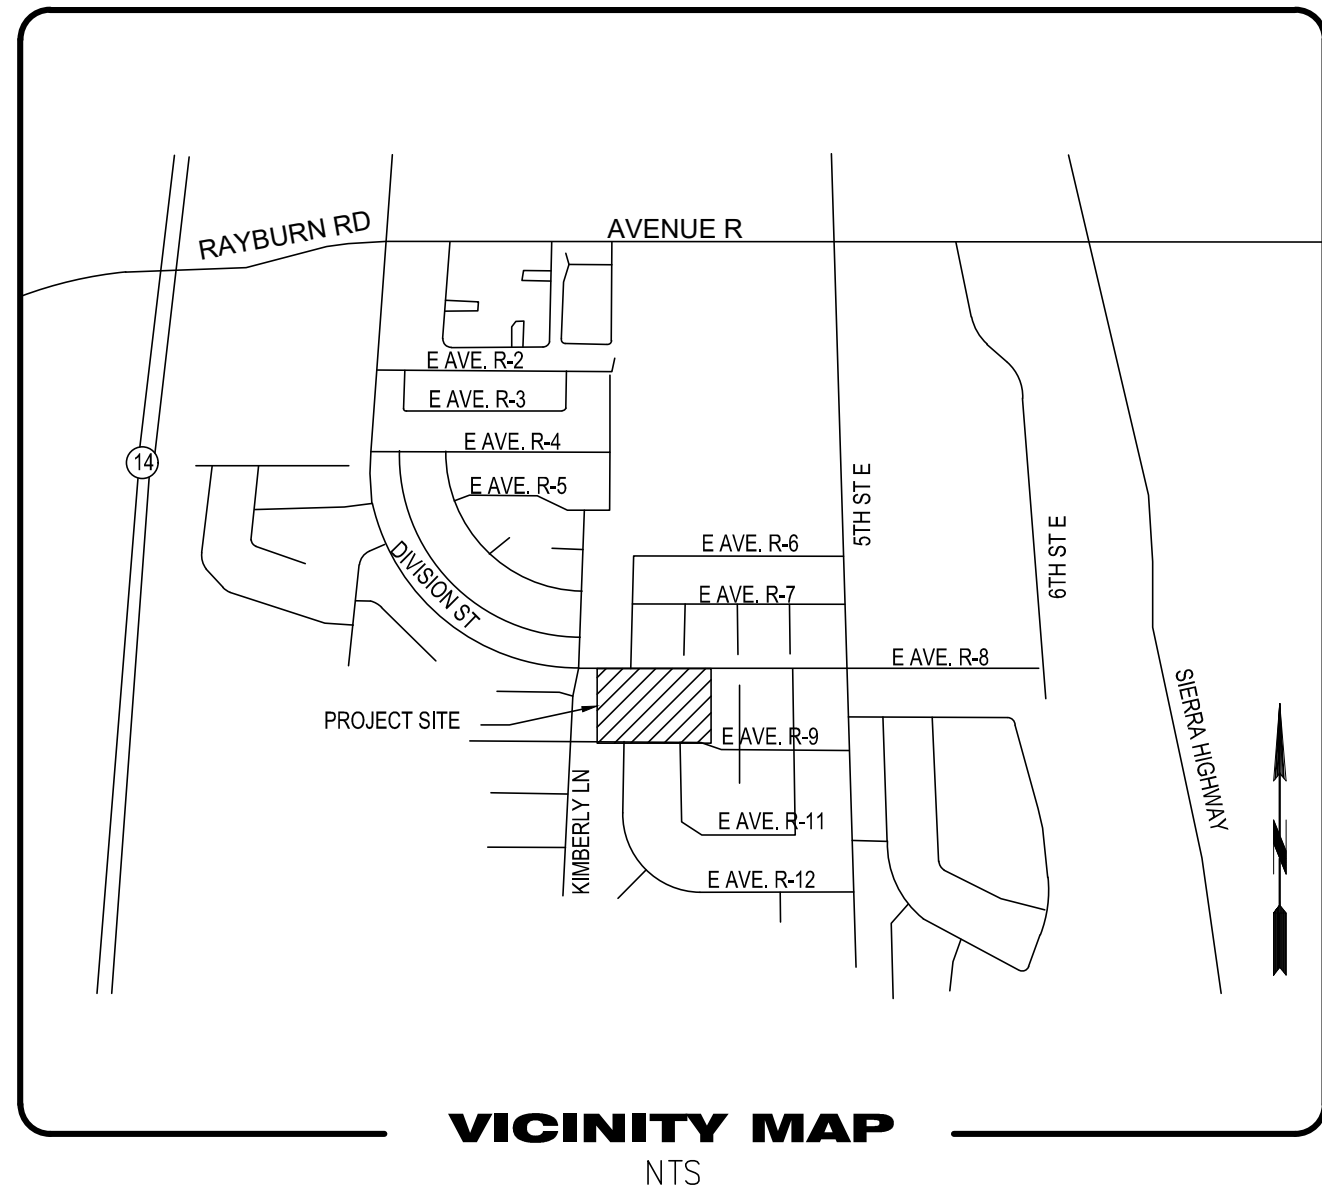 RAYBURN RD
AVENUE R
E AVE. R-2
E AVE. R-3
E AVE. R-4
14
E AVE. R-5
5TH ST E
6TH ST E
E AVE. R-6
DIVISION ST
E AVE. R-7
E AVE. R-8
PROJECT SITE
SIERRA HIGHWAY
E AVE. R-9
KIMBERLY LN
E AVE. R-11
E AVE. R-12
N
VICINITY MAP
NTS